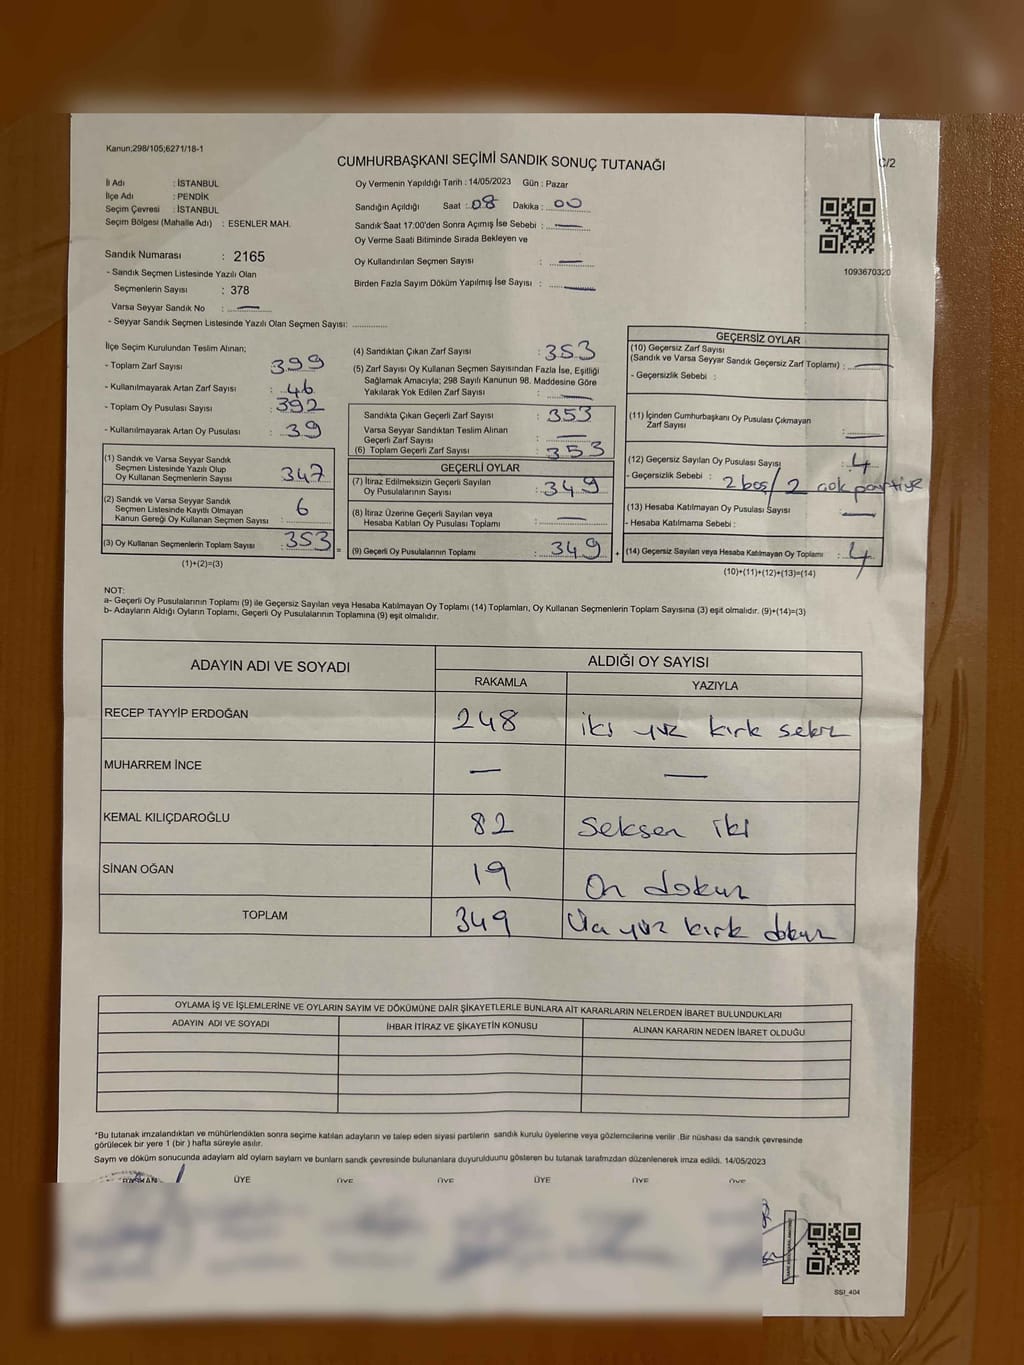 Kanun;298/105;6271/18-1
CUMHURBAŞKANI SEÇİMİ SANDIK SONUÇ TUTANAĞI
C/2
İl Adı : İSTANBUL
İlçe Adı : PENDİK
Seçim Çevresi : İSTANBUL
Seçim Bölgesi (Mahalle Adı) : ESENLER MAH.
Sandık Numarası : 2165
- Sandık Seçmen Listesinde Yazılı Olan
Seçmenlerin Sayısı : 378
Varsa Seyyar Sandık No : —
- Seyyar Sandık Seçmen Listesinde Yazılı Olan Seçmen Sayısı: ..............
Oy Vermenin Yapıldığı Tarih : 14/05/2023 Gün : Pazar
Sandığın Açıldığı Saat : 08 Dakika : 00
Sandık Saat 17:00'den Sonra Açımış İse Sebebi : —
Oy Verme Saati Bitiminde Sırada Bekleyen ve
Oy Kullandırılan Seçmen Sayısı : —
Birden Fazla Sayım Döküm Yapılmış İse Sayısı : —
1093670320
İlçe Seçim Kurulundan Teslim Alınan;
- Toplam Zarf Sayısı : 399
- Kullanılmayarak Artan Zarf Sayısı : 46
- Toplam Oy Pusulası Sayısı : 392
- Kullanılmayarak Artan Oy Pusulası : 39
(1) Sandık ve Varsa Seyyar Sandık
Seçmen Listesinde Yazılı Olup
Oy Kullanan Seçmenlerin Sayısı : 347
(2) Sandık ve Varsa Seyyar Sandık
Seçmen Listesinde Kayıtlı Olmayan
Kanun Gereği Oy Kullanan Seçmen Sayısı : 6
(3) Oy Kullanan Seçmenlerin Toplam Sayısı : 353 =
(1)+(2)=(3)
(4) Sandıktan Çıkan Zarf Sayısı : 353
(5) Zarf Sayısı Oy Kullanan Seçmen Sayısından Fazla İse, Eşitliği
Sağlamak Amacıyla; 298 Sayılı Kanunun 98. Maddesine Göre
Yakılarak Yok Edilen Zarf Sayısı : —
Sandıkta Çıkan Geçerli Zarf Sayısı : 353
Varsa Seyyar Sandıktan Teslim Alınan
Geçerli Zarf Sayısı : —
(6) Toplam Geçerli Zarf Sayısı : 353
GEÇERLİ OYLAR
(7) İtiraz Edilmeksizin Geçerli Sayılan
Oy Pusulalarının Sayısı : 349
(8) İtiraz Üzerine Geçerli Sayılan veya
Hesaba Katılan Oy Pusulası Toplamı : —
(9) Geçerli Oy Pusulalarının Toplamı : 349 +
GEÇERSİZ OYLAR
(10) Geçersiz Zarf Sayısı
(Sandık ve Varsa Seyyar Sandık Geçersiz Zarf Toplamı) : —
- Geçersizlik Sebebi :
(11) İçinden Cumhurbaşkanı Oy Pusulası Çıkmayan
Zarf Sayısı : —
(12) Geçersiz Sayılan Oy Pusulası Sayısı : 4
- Geçersizlik Sebebi : 2 boş / 2 çok partiye
(13) Hesaba Katılmayan Oy Pusulası Sayısı : —
- Hesaba Katılmama Sebebi :
(14) Geçersiz Sayılan veya Hesaba Katılmayan Oy Toplamı : 4
(10)+(11)+(12)+(13)=(14)
NOT:
a- Geçerli Oy Pusulalarının Toplamı (9) ile Geçersiz Sayılan veya Hesaba Katılmayan Oy Toplamı (14) Toplamları, Oy Kullanan Seçmenlerin Toplam Sayısına (3) eşit olmalıdır. (9)+(14)=(3)
b- Adayların Aldığı Oyların Toplamı, Geçerli Oy Pusulalarının Toplamına (9) eşit olmalıdır.
ADAYIN ADI VE SOYADI
ALDIĞI OY SAYISI
RAKAMLA YAZIYLA
RECEP TAYYİP ERDOĞAN 248 iki yüz kırk sekiz
MUHARREM İNCE — —
KEMAL KILIÇDAROĞLU 82 Seksen iki
SİNAN OĞAN 19 On dokuz
TOPLAM 349 Üç yüz kırk dokuz
OYLAMA İŞ VE İŞLEMLERİNE VE OYLARIN SAYIM VE DÖKÜMÜNE DAİR ŞİKAYETLERLE BUNLARA AİT KARARLARIN NELERDEN İBARET BULUNDUKLARI
ADAYIN ADI VE SOYADI İHBAR İTİRAZ VE ŞİKAYETİN KONUSU ALINAN KARARIN NEDEN İBARET OLDUĞU
*Bu tutanak imzalandıktan ve mühürlendikten sonra seçime katılan adayların ve talep eden siyasi partilerin sandık kurulu üyelerine veya gözlemcilerine verilir .Bir nüshası da sandık çevresinde
görülecek bir yere 1 (bir ) hafta süreyle asılır.
Saym ve döküm sonucunda adaylarn ald oylarn saylarn ve bunlarn sandk çevresinde bulunanlara duyurulduunu gösteren bu tutanak tarafmzdan düzenlenerek imza edildi. 14/05/2023
BAŞKAN ÜYE ÜYE ÜYE ÜYE ÜYE ÜYE
SSI_404